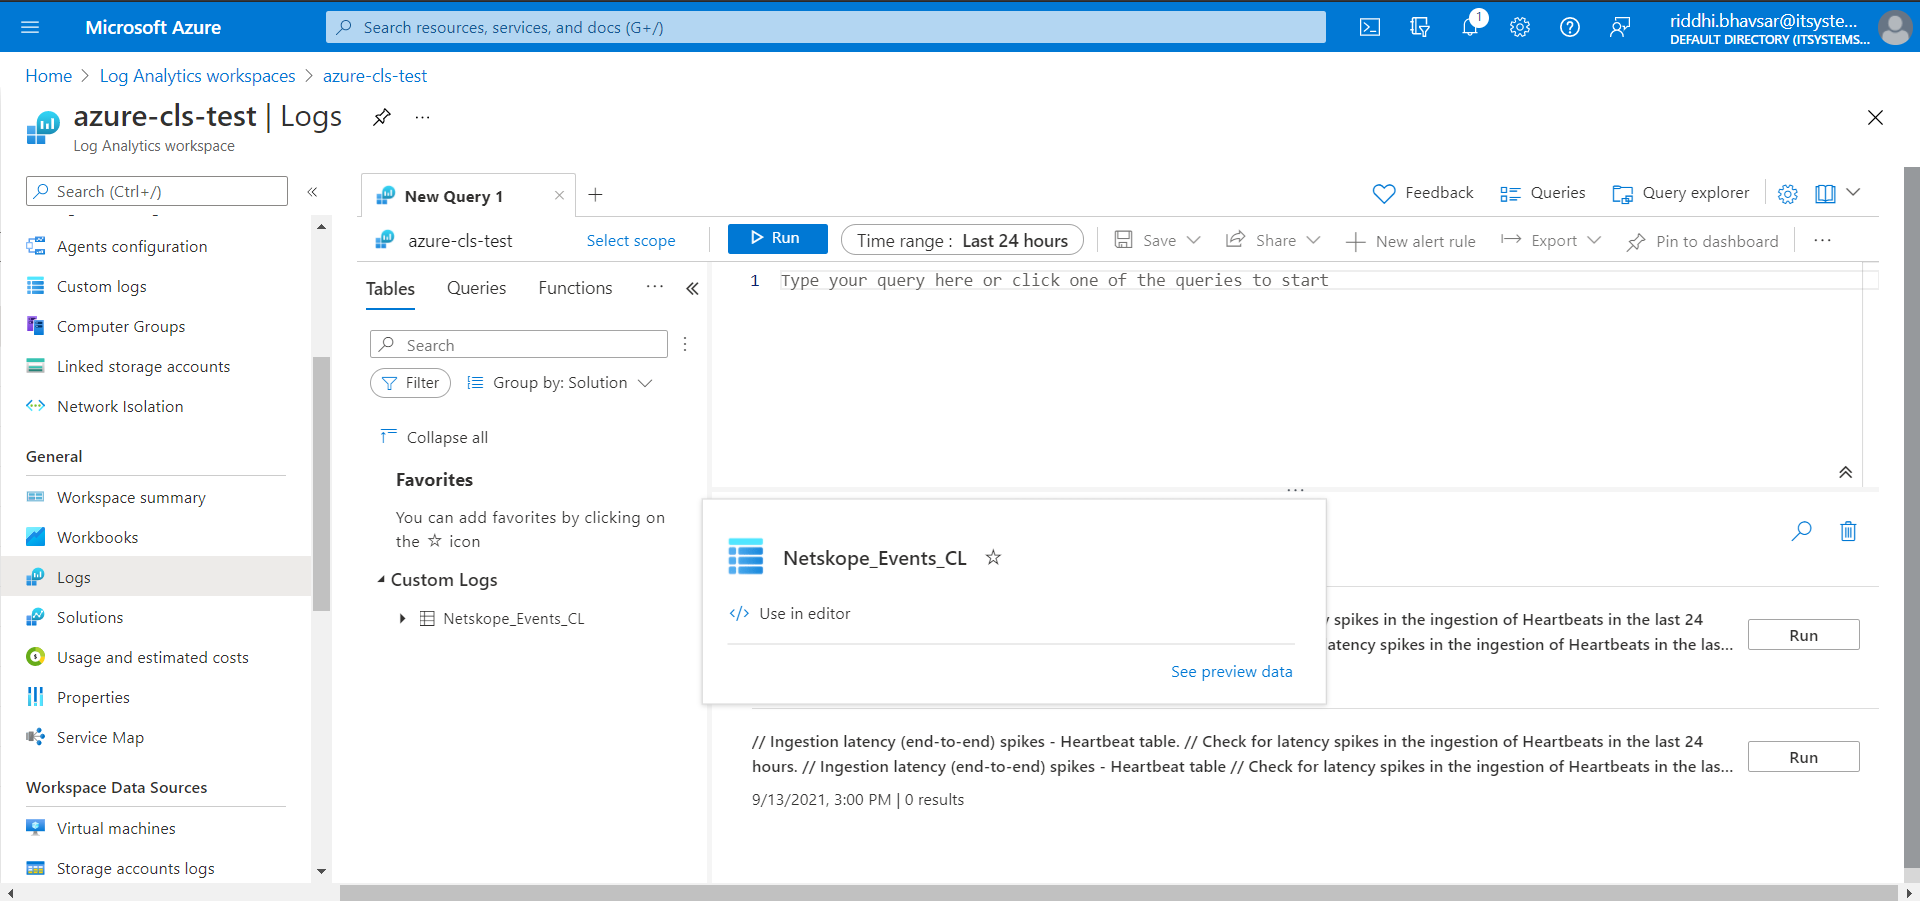 Microsoft Azure
Search resources, services, and docs (G+/)
1
riddhi.bhavsar@itsyste...
DEFAULT DIRECTORY (ITSYSTEMS...
Home > Log Analytics workspaces > azure-cls-test
azure-cls-test | Logs
...
Log Analytics workspace
Search (Ctrl+/)
«
Agents configuration
Custom logs
Computer Groups
Linked storage accounts
Network Isolation
General
Workspace summary
Workbooks
Logs
Solutions
Usage and estimated costs
Properties
Service Map
Workspace Data Sources
Virtual machines
Storage accounts logs
New Query 1
Feedback
Queries
Query explorer
azure-cls-test
Select scope
Run
Time range : Last 24 hours
Save
Share
New alert rule
Export
Pin to dashboard
...
Tables
Queries
Functions
...
«
Search
Filter
Group by: Solution
Collapse all
Favorites
You can add favorites by clicking on
the ☆ icon
Custom Logs
Netskope_Events_CL
1 Type your query here or click one of the queries to start
...
Netskope_Events_CL ☆
</> Use in editor
See preview data
spikes in the ingestion of Heartbeats in the last 24
atency spikes in the ingestion of Heartbeats in the las...
Run
// Ingestion latency (end-to-end) spikes - Heartbeat table. // Check for latency spikes in the ingestion of Heartbeats in the last 24
hours. // Ingestion latency (end-to-end) spikes - Heartbeat table // Check for latency spikes in the ingestion of Heartbeats in the las...
Run
9/13/2021, 3:00 PM | 0 results